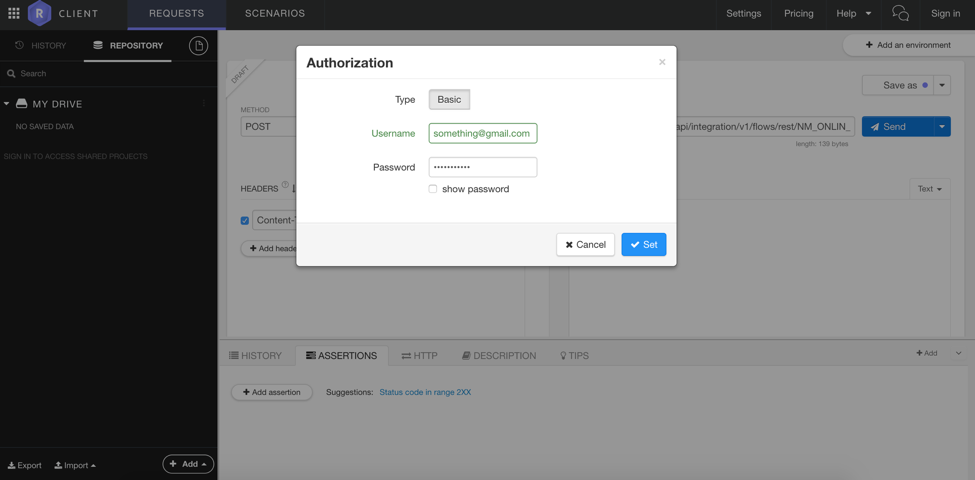 R CLIENT REQUESTS SCENARIOS Settings Pricing Help Sign in
HISTORY REPOSITORY
Add an environment
Search
DRAFT
Save as
MY DRIVE
NO SAVED DATA
SIGN IN TO ACCESS SHARED PROJECTS
METHOD
POST
api/integration/v1/flows/rest/NM_ONLIN_
Send
length: 139 bytes
HEADERS
Text
Content-
Add heade
Authorization
×
Type Basic
Username something@gmail.com
Password •••••••••••
show password
Cancel Set
HISTORY ASSERTIONS HTTP DESCRIPTION TIPS Add
Add assertion Suggestions: Status code in range 2XX
Export Import Add